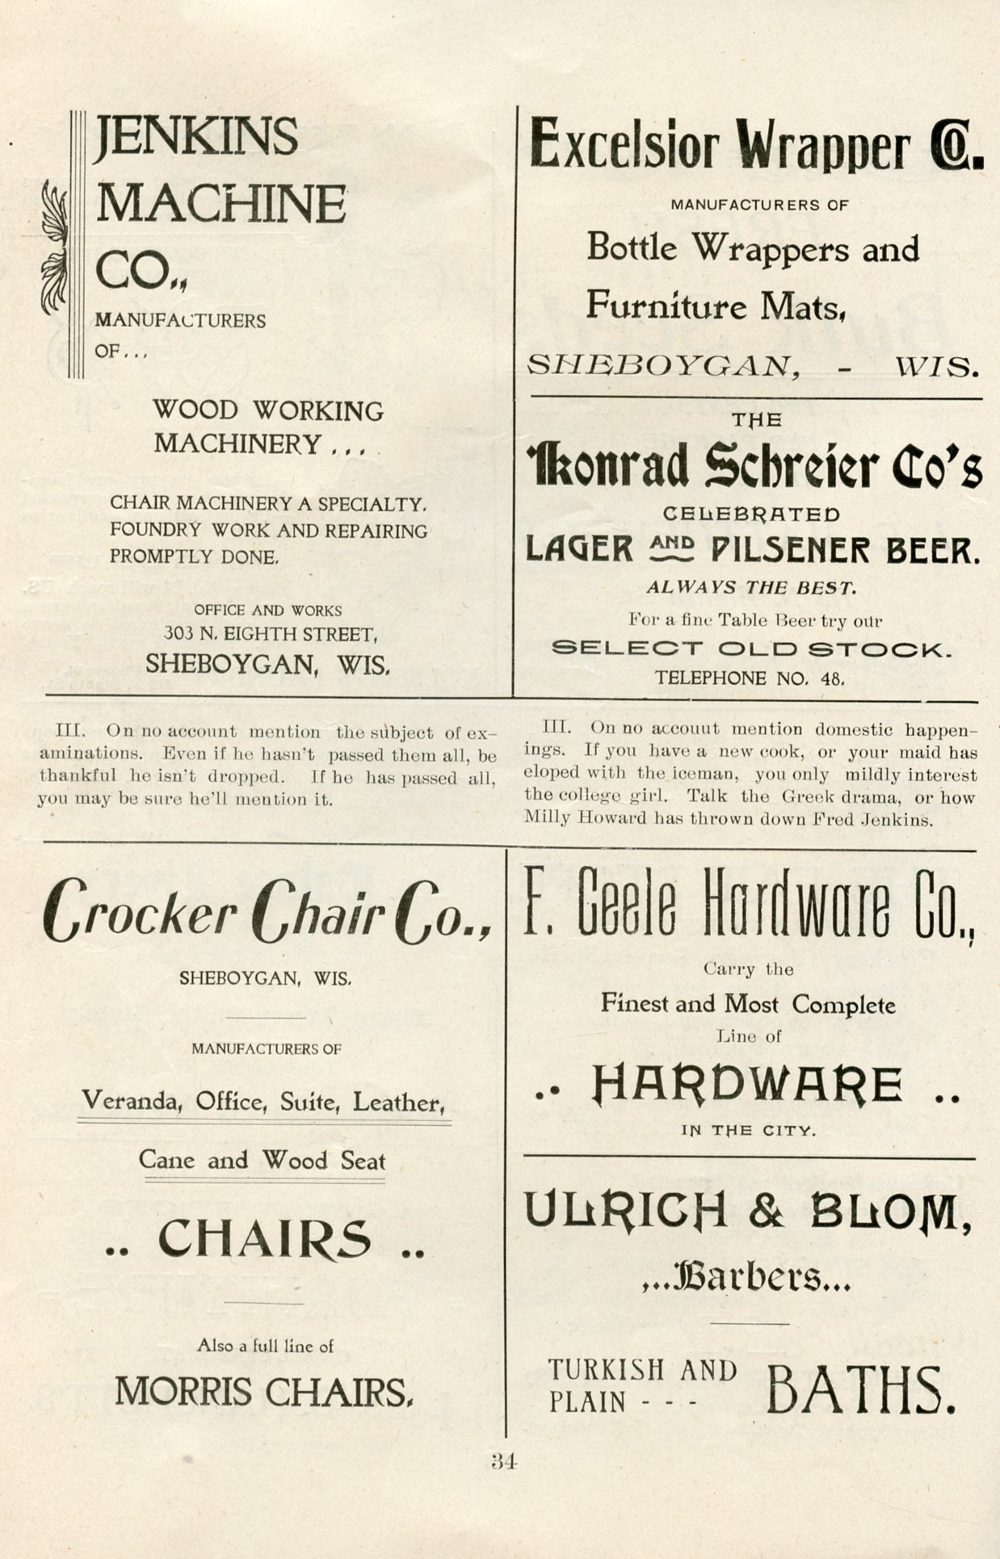 JENKINS
MACHINE
CO.,
MANUFACTURERS
OF...
WOOD WORKING
MACHINERY...
CHAIR MACHINERY A SPECIALTY.
FOUNDRY WORK AND REPAIRING
PROMPTLY DONE.
OFFICE AND WORKS
303 N. EIGHTH STREET,
SHEBOYGAN, WIS.
Excelsior Wrapper Co.
MANUFACTURERS OF
Bottle Wrappers and
Furniture Mats,
SHEBOYGAN, - WIS.
THE
Konrad Schreier Co's
CELEBRATED
LAGER AND PILSENER BEER.
ALWAYS THE BEST.
For a fine Table Beer try our
SELECT OLD STOCK.
TELEPHONE NO. 48.
III. On no account mention the subject of ex-
aminations. Even if he hasn't passed them all, be
thankful he isn't dropped. If he has passed all,
you may be sure he'll mention it.
III. On no account mention domestic happen-
ings. If you have a new cook, or your maid has
eloped with the iceman, you only mildly interest
the college girl. Talk the Greek drama, or how
Milly Howard has thrown down Fred Jenkins.
Crocker Chair Co.,
SHEBOYGAN, WIS.
MANUFACTURERS OF
Veranda, Office, Suite, Leather,
Cane and Wood Seat
.. CHAIRS ..
Also a full line of
MORRIS CHAIRS.
F. Geele Hardware Co.,
Carry the
Finest and Most Complete
Line of
.. HARDWARE ..
IN THE CITY.
ULRICH & BLOM,
,...Barbers...
TURKISH AND
PLAIN - - - BATHS.
34